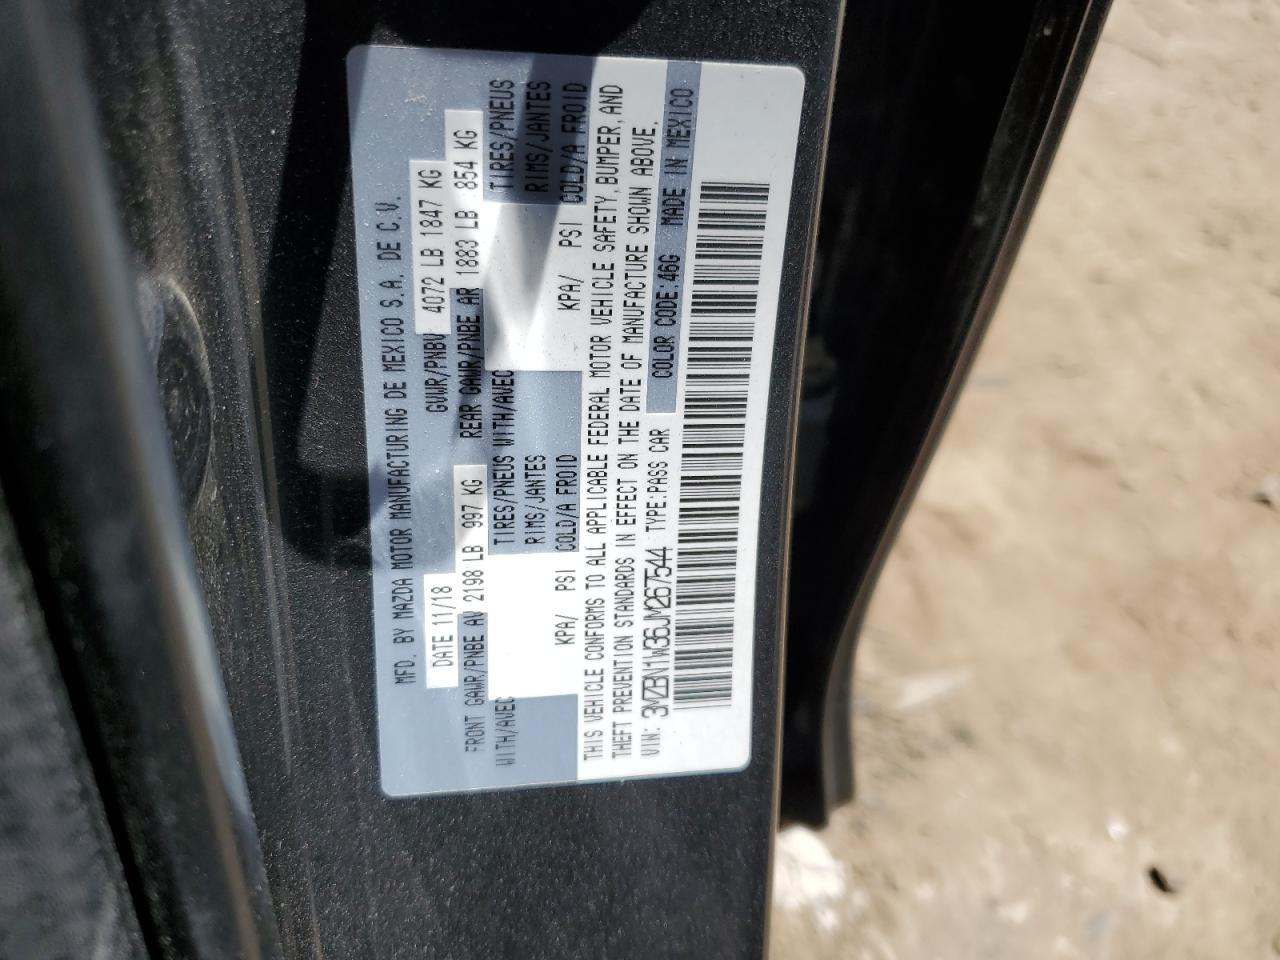 MFD. BY MAZDA MOTOR MANUFACTURING DE MEXICO S.A. DE C.V.
DATE 11/18 GVWR/PNBV 4072 LB 1847 KG
FRONT GAWR/PNBE AV 2198 LB 997 KG REAR GAWR/PNBE AR 1883 LB 854 KG
WITH/AVEC TIRES/PNEUS WITH/AVEC TIRES/PNEUS
RIMS/JANTES RIMS/JANTES
KPA/ PSI COLD/A FROID KPA/ PSI COLD/A FROID
THIS VEHICLE CONFORMS TO ALL APPLICABLE FEDERAL MOTOR VEHICLE SAFETY, BUMPER, AND
THEFT PREVENTION STANDARDS IN EFFECT ON THE DATE OF MANUFACTURE SHOWN ABOVE.
VIN: 3MZBN1W36JM267544 TYPE:PASS CAR COLOR CODE:46G MADE IN MEXICO